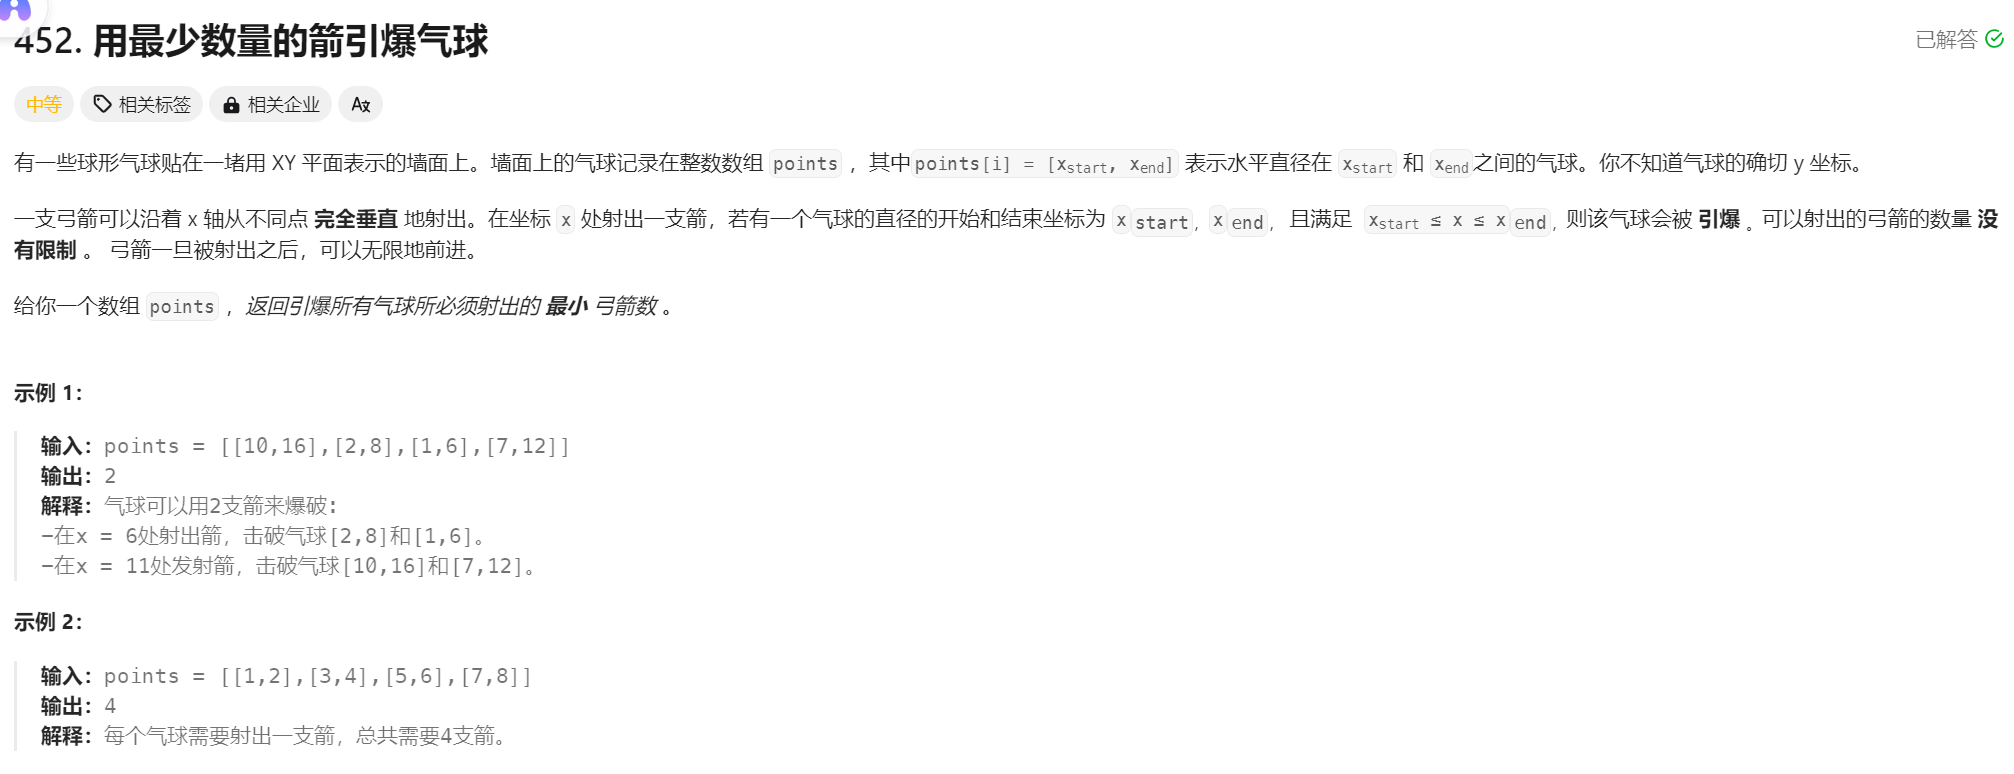 452. 用最少数量的箭引爆气球
已解答
中等 相关标签 相关企业
有一些球形气球贴在一堵用 XY 平面表示的墙面上。墙面上的气球记录在整数数组 points ，其中points[i] = [xstart, xend] 表示水平直径在 xstart 和 xend之间的气球。你不知道气球的确切 y 坐标。
一支弓箭可以沿着 x 轴从不同点 完全垂直 地射出。在坐标 x 处射出一支箭，若有一个气球的直径的开始和结束坐标为 xstart，xend， 且满足 xstart ≤ x ≤ xend，则该气球会被 引爆 。可以射出的弓箭的数量 没
有限制 。 弓箭一旦被射出之后，可以无限地前进。
给你一个数组 points ，返回引爆所有气球所必须射出的 最小 弓箭数 。
示例 1：
输入：points = [[10,16],[2,8],[1,6],[7,12]]
输出：2
解释：气球可以用2支箭来爆破:
-在x = 6处射出箭，击破气球[2,8]和[1,6]。
-在x = 11处发射箭，击破气球[10,16]和[7,12]。
示例 2：
输入：points = [[1,2],[3,4],[5,6],[7,8]]
输出：4
解释：每个气球需要射出一支箭，总共需要4支箭。